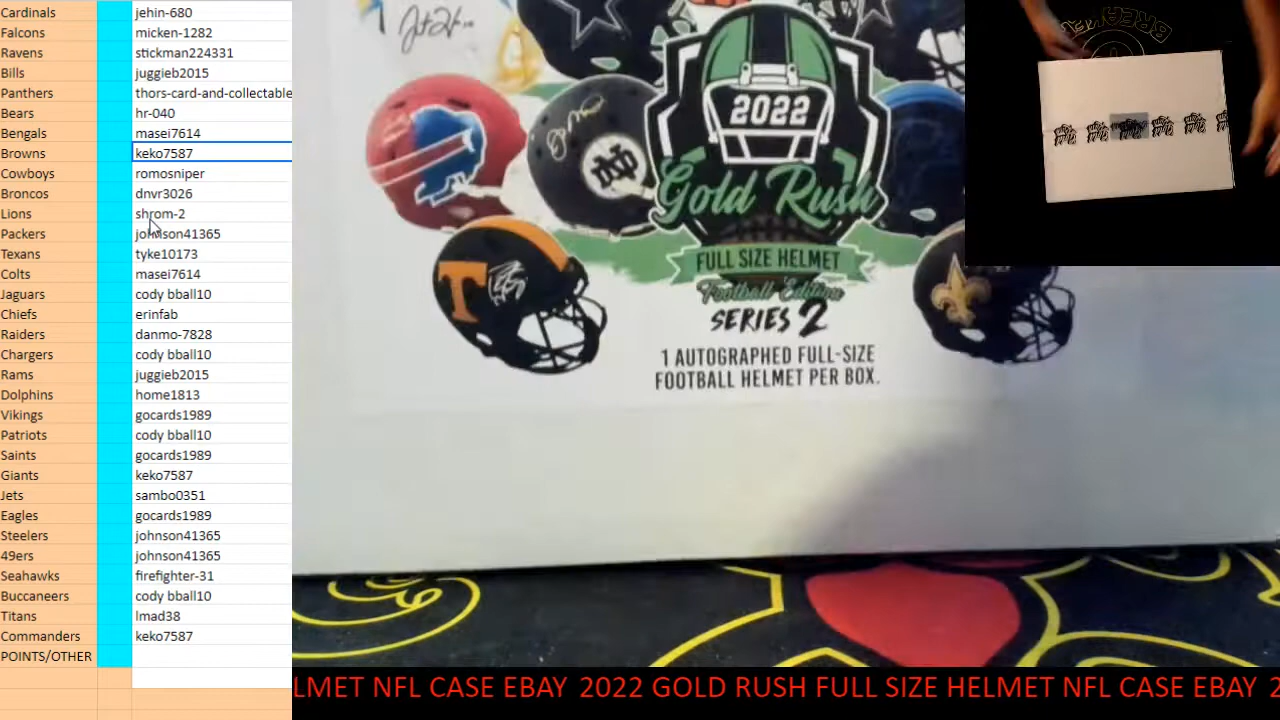 Cardinals jehin-680
Falcons micken-1282
Ravens stickman224331
Bills juggieb2015
Panthers thors-card-and-collectable
Bears hr-040
Bengals masei7614
Browns keko7587
Cowboys romosniper
Broncos dnvr3026
Lions shrom-2
Packers johnson41365
Texans tyke10173
Colts masei7614
Jaguars cody bball10
Chiefs erinfab
Raiders danmo-7828
Chargers cody bball10
Rams juggieb2015
Dolphins home1813
Vikings gocards1989
Patriots cody bball10
Saints gocards1989
Giants keko7587
Jets sambo0351
Eagles gocards1989
Steelers johnson41365
49ers johnson41365
Seahawks firefighter-31
Buccaneers cody bball10
Titans lmad38
Commanders keko7587
POINTS/OTHER
2022
Gold Rush
FULL SIZE HELMET
Football Edition
SERIES 2
1 AUTOGRAPHED FULL-SIZE
FOOTBALL HELMET PER BOX.
ND
T
BREAKER
LMET NFL CASE EBAY 2022 GOLD RUSH FULL SIZE HELMET NFL CASE EBAY 2